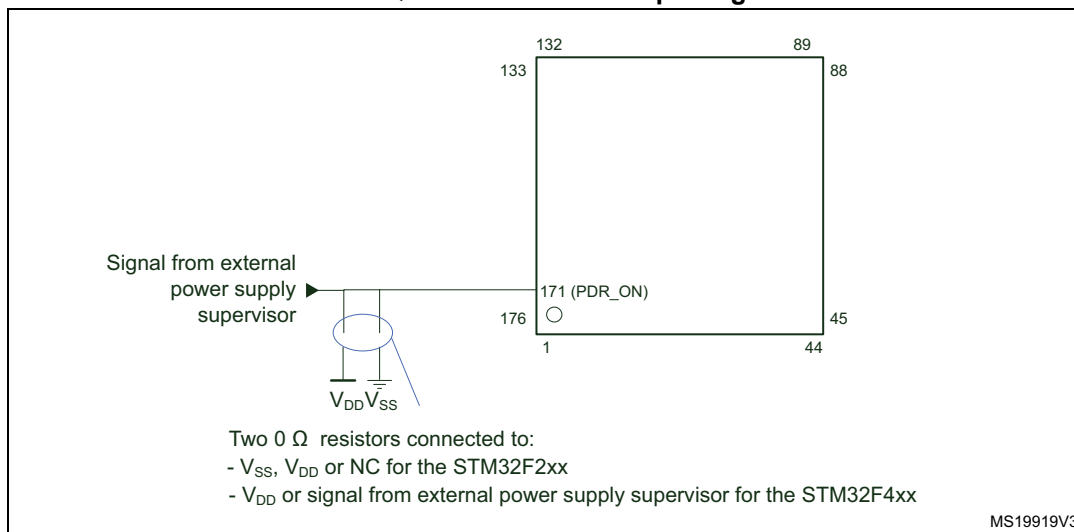 132
89
133
88
Signal from external
power supply
supervisor
171 (PDR_ON)
176
45
1
44
VDD VSS
Two 0 Ω resistors connected to:
- VSS, VDD or NC for the STM32F2xx
- VDD or signal from external power supply supervisor for the STM32F4xx
MS19919V3